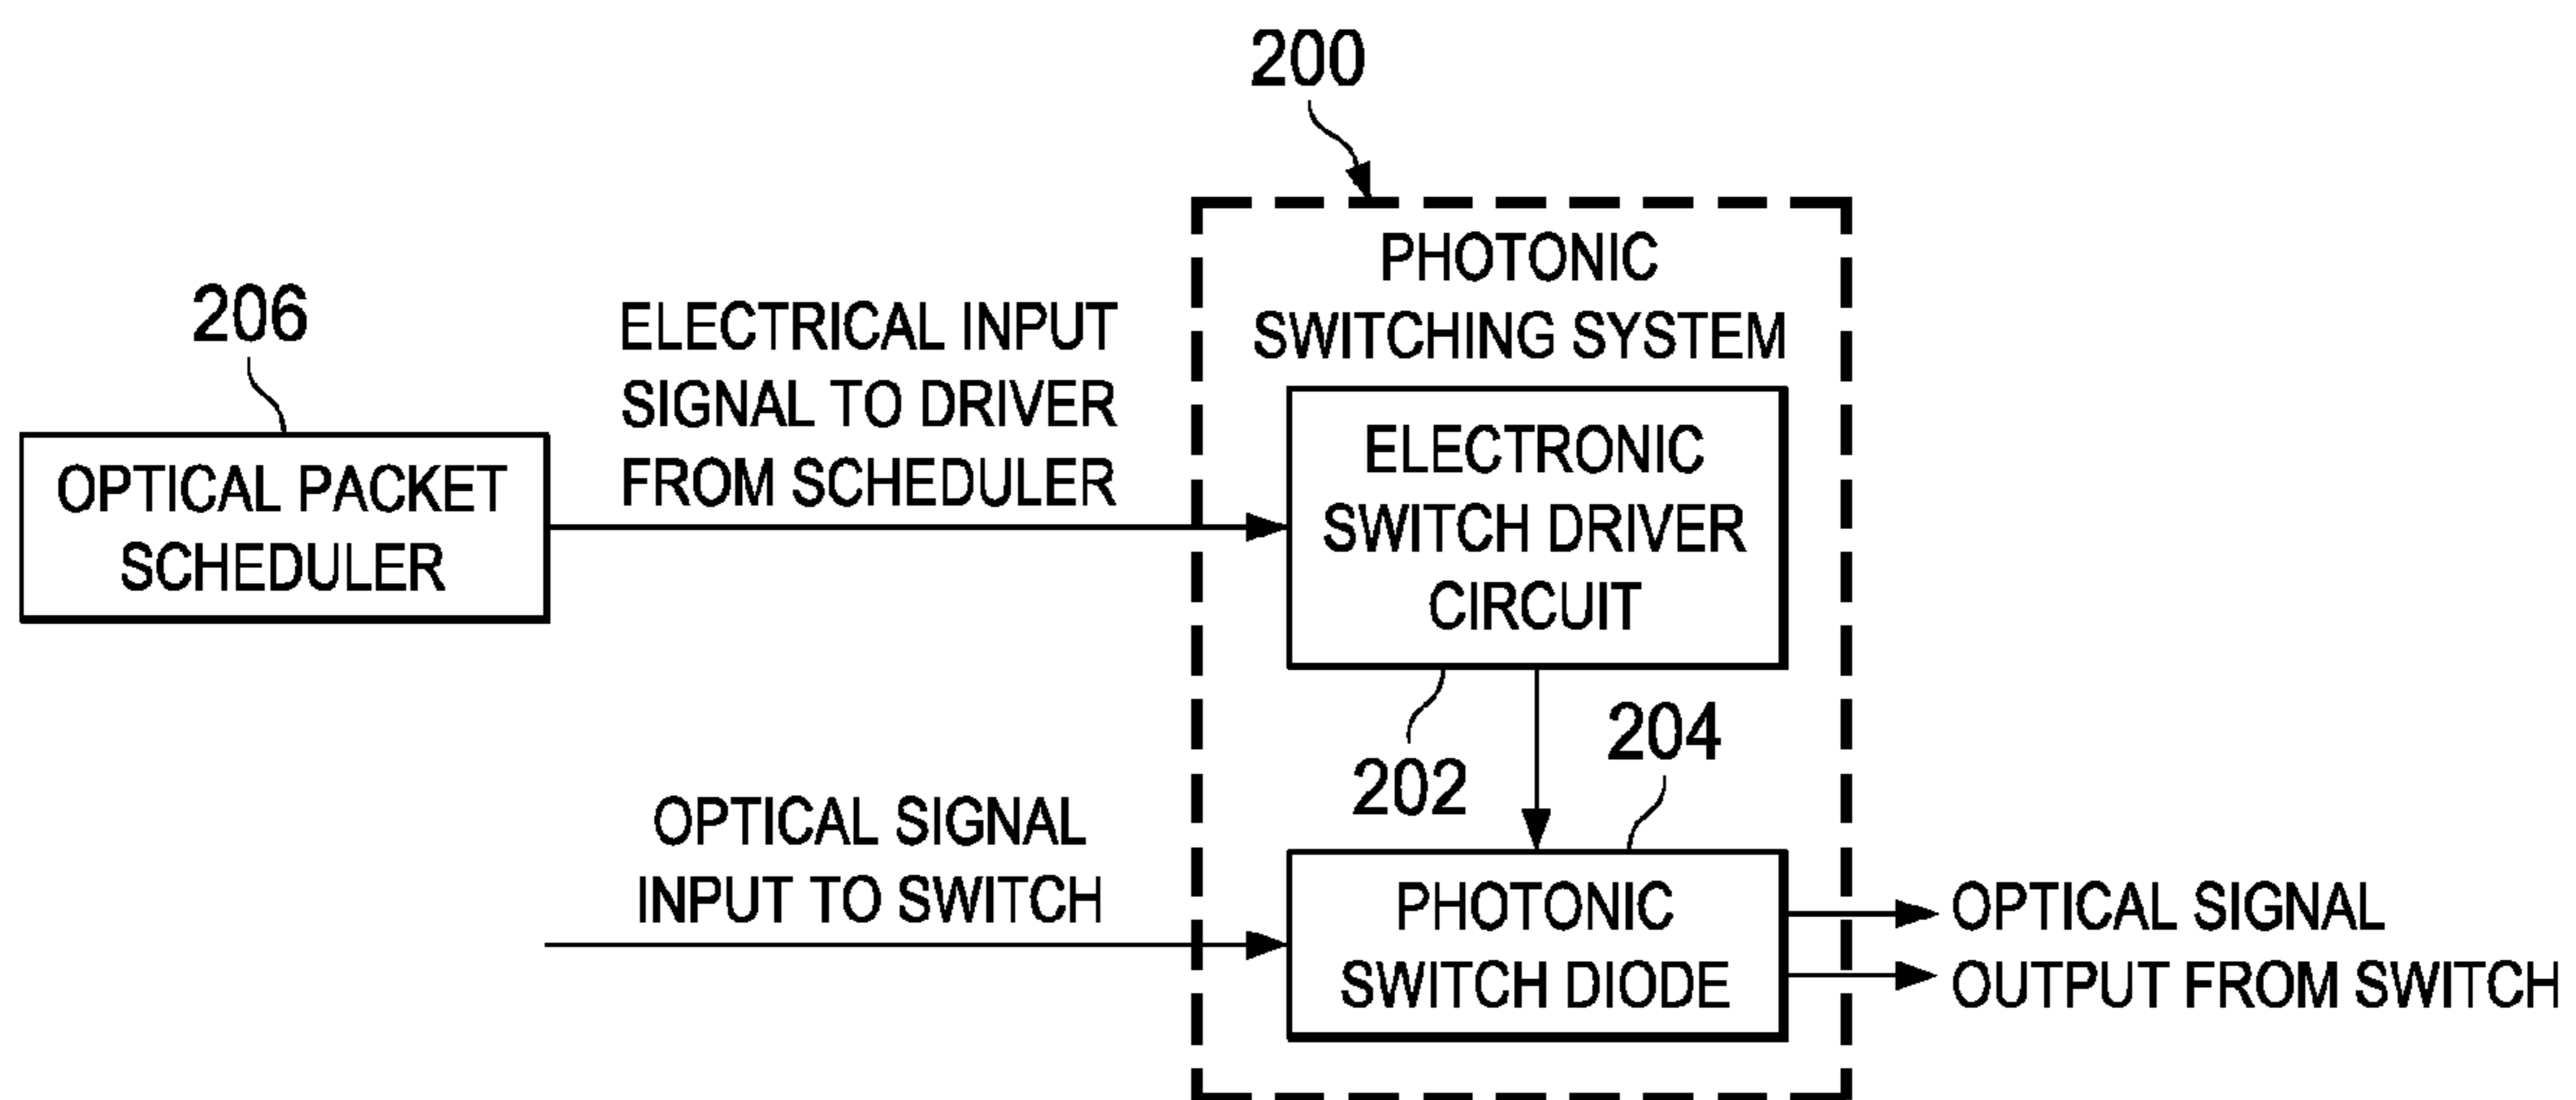 200
PHOTONIC
SWITCHING SYSTEM
206
ELECTRICAL INPUT
SIGNAL TO DRIVER
FROM SCHEDULER
OPTICAL PACKET
SCHEDULER
ELECTRONIC
SWITCH DRIVER
CIRCUIT
202
204
OPTICAL SIGNAL
INPUT TO SWITCH
PHOTONIC
SWITCH DIODE
OPTICAL SIGNAL
OUTPUT FROM SWITCH